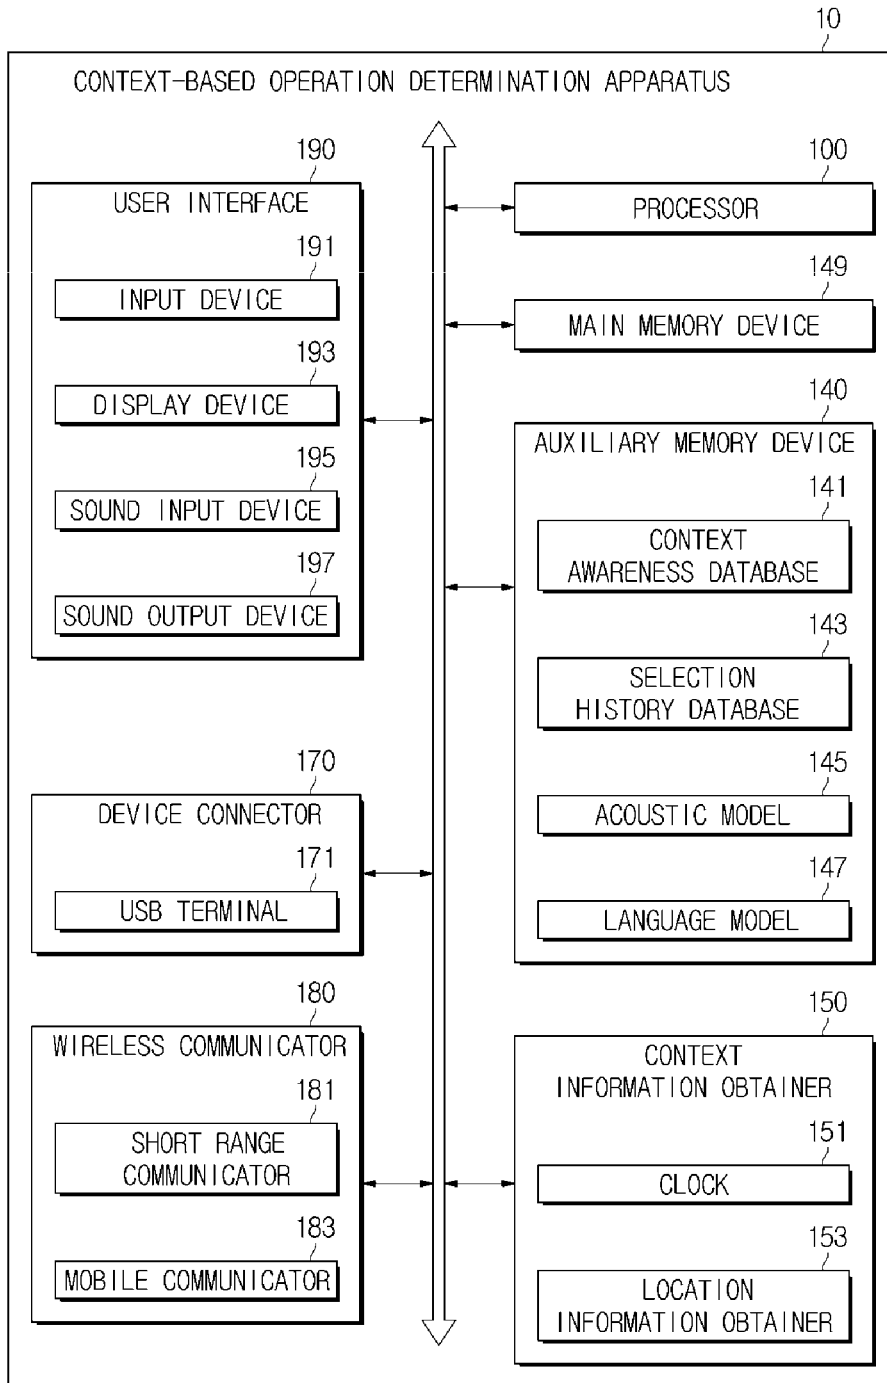 10
CONTEXT-BASED OPERATION DETERMINATION APPARATUS
190
USER INTERFACE
191
INPUT DEVICE
193
DISPLAY DEVICE
195
SOUND INPUT DEVICE
197
SOUND OUTPUT DEVICE
170
DEVICE CONNECTOR
171
USB TERMINAL
180
WIRELESS COMMUNICATOR
181
SHORT RANGE
COMMUNICATOR
183
MOBILE COMMUNICATOR
100
PROCESSOR
149
MAIN MEMORY DEVICE
140
AUXILIARY MEMORY DEVICE
141
CONTEXT
AWARENESS DATABASE
143
SELECTION
HISTORY DATABASE
145
ACOUSTIC MODEL
147
LANGUAGE MODEL
150
CONTEXT
INFORMATION OBTAINER
151
CLOCK
153
LOCATION
INFORMATION OBTAINER